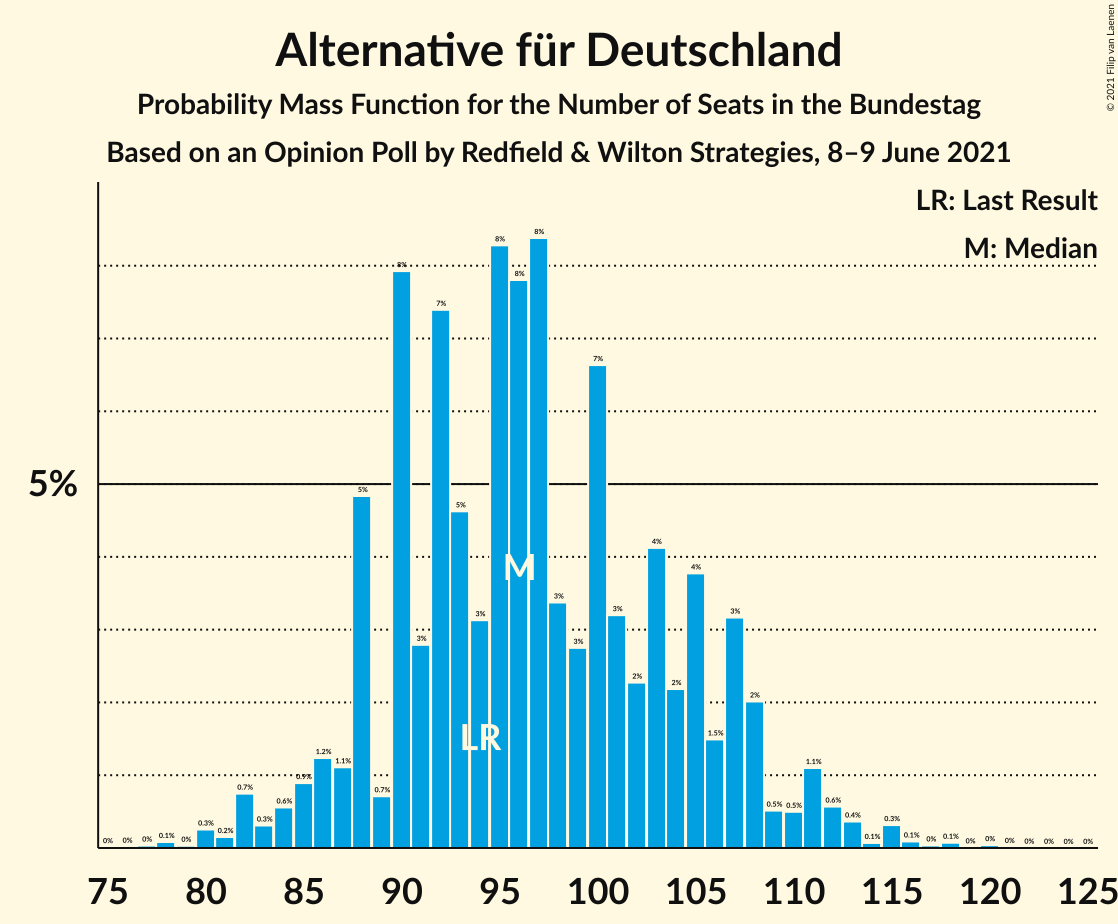 Alternative für Deutschland
Probability Mass Function for the Number of Seats in the Bundestag
Based on an Opinion Poll by Redfield & Wilton Strategies, 8–9 June 2021
© 2021 Filip van Laenen
LR: Last Result
M: Median
5%
0% 0% 0% 0.1% 0% 0.3% 0.2% 0.7% 0.3% 0.6% 0.9% 1.2% 1.1% 5% 0.7% 8% 3% 7% 5% 3% 8% 8% 8% 3% 3% 7% 3% 2% 4% 2% 4% 1.5% 3% 2% 0.5% 0.5% 1.1% 0.6% 0.4% 0.1% 0.3% 0.1% 0% 0.1% 0% 0% 0% 0% 0% 0% 0%
M
LR
75 80 85 90 95 100 105 110 115 120 125